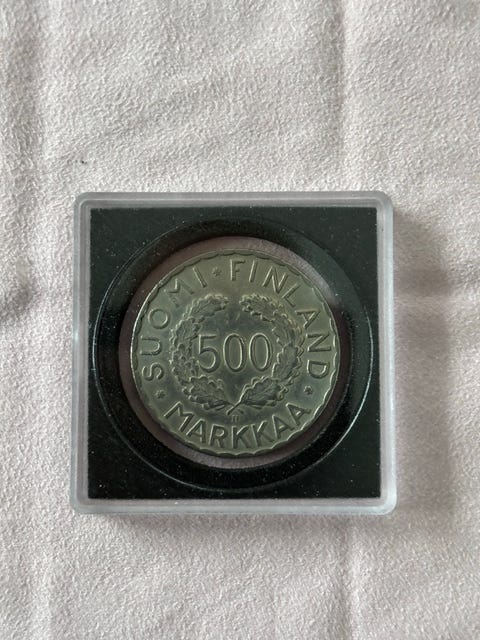 SUOMI * FINLAND *
500
MARKKAA *
H